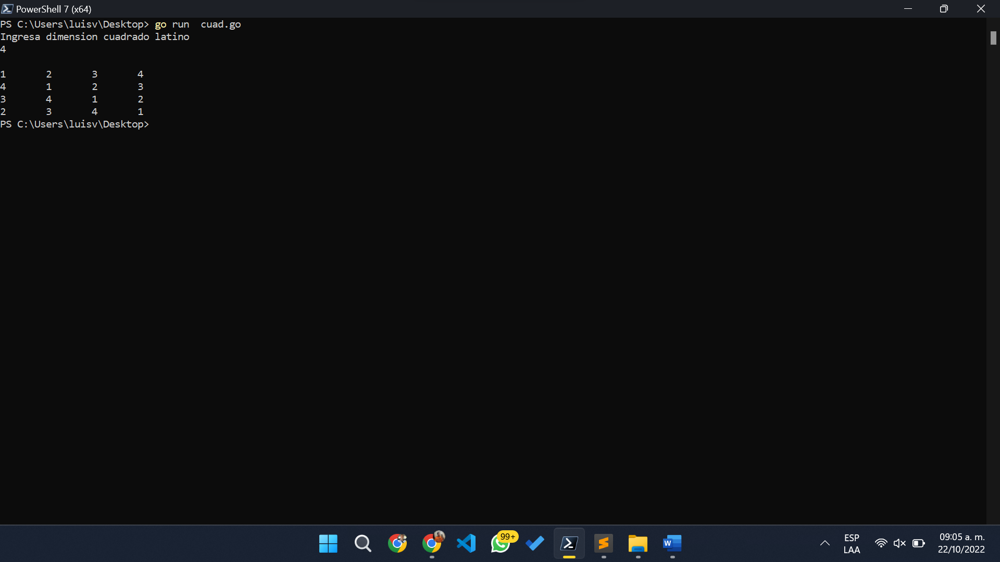 PowerShell 7 (x64)
PS C:\Users\luisv\Desktop> go run  cuad.go
Ingresa dimension cuadrado latino
4
1       2       3       4
4       1       2       3
3       4       1       2
2       3       4       1
PS C:\Users\luisv\Desktop>
99+
W
ESP
LAA
09:05 a. m.
22/10/2022